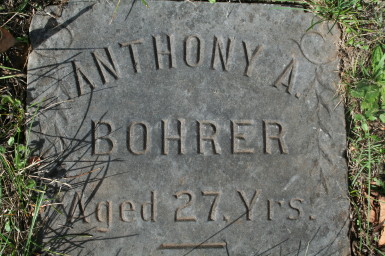 ANTHONY A.
BOHRER
Aged 27. Yrs.